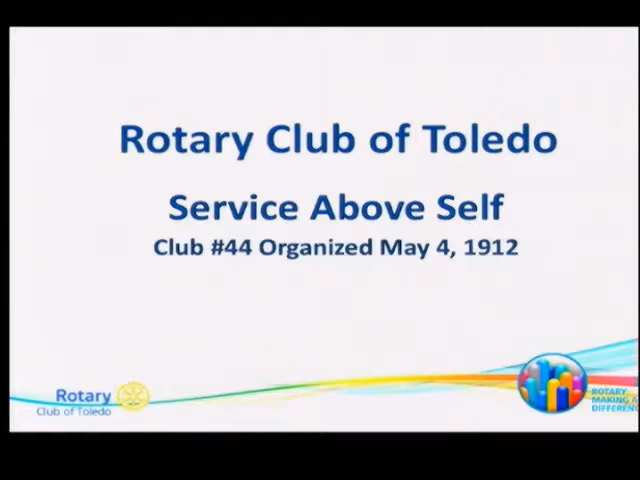 Rotary Club of Toledo
Service Above Self
Club #44 Organized May 4, 1912
Rotary
Club of Toledo
ROTARY
MAKING A
DIFFERENC